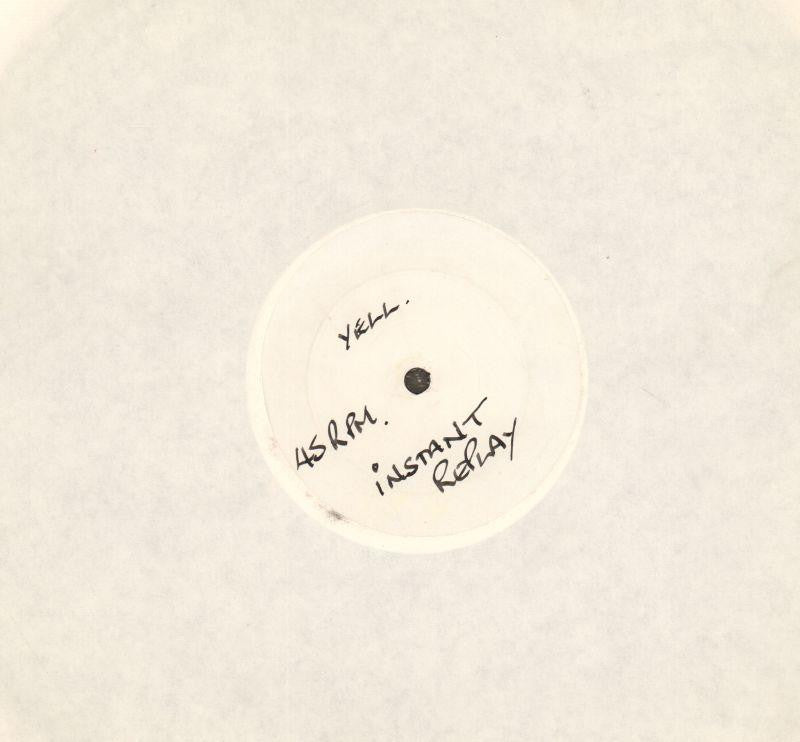 YELL.
45RPM.
iNSTANT
REPLAY